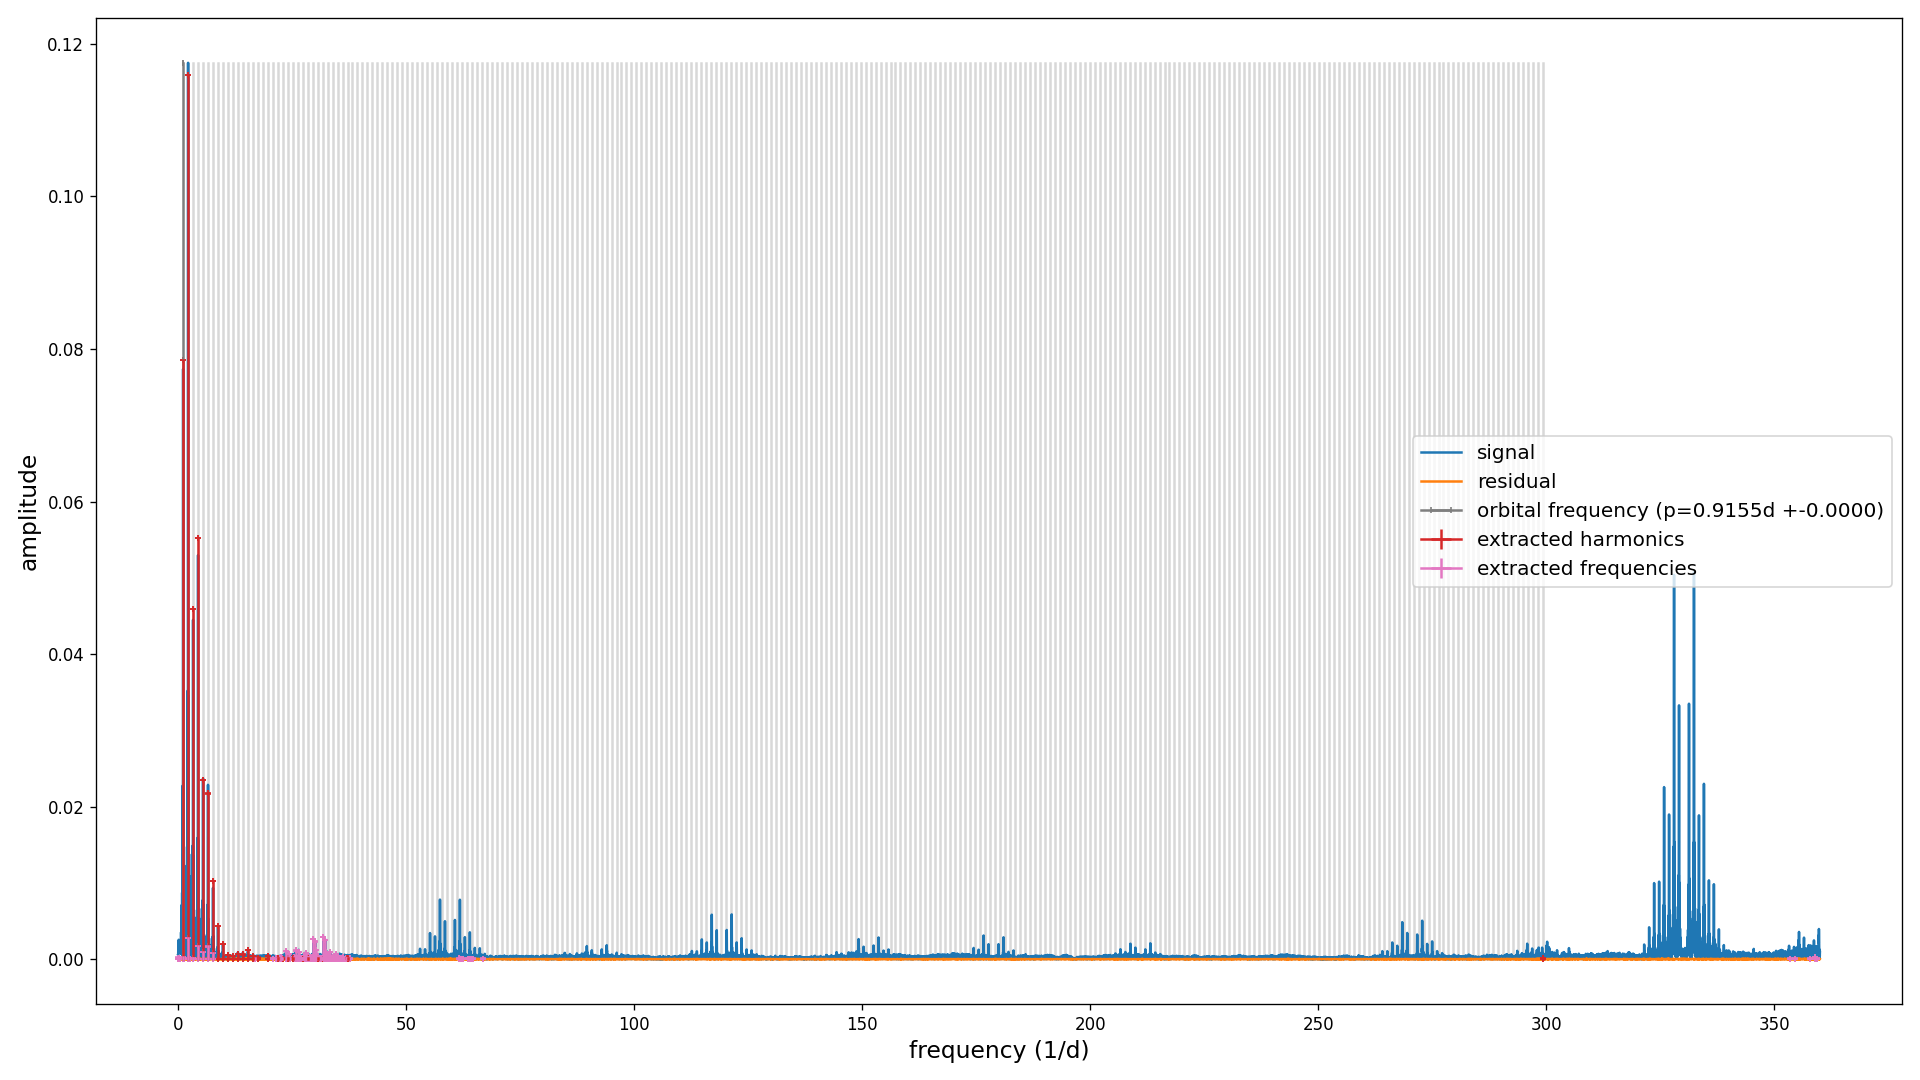 0.12
0.10
0.08
0.06
0.04
0.02
0.00
amplitude
signal
residual
orbital frequency (p=0.9155d +-0.0000)
extracted harmonics
extracted frequencies
0 50 100 150 200 250 300 350
frequency (1/d)